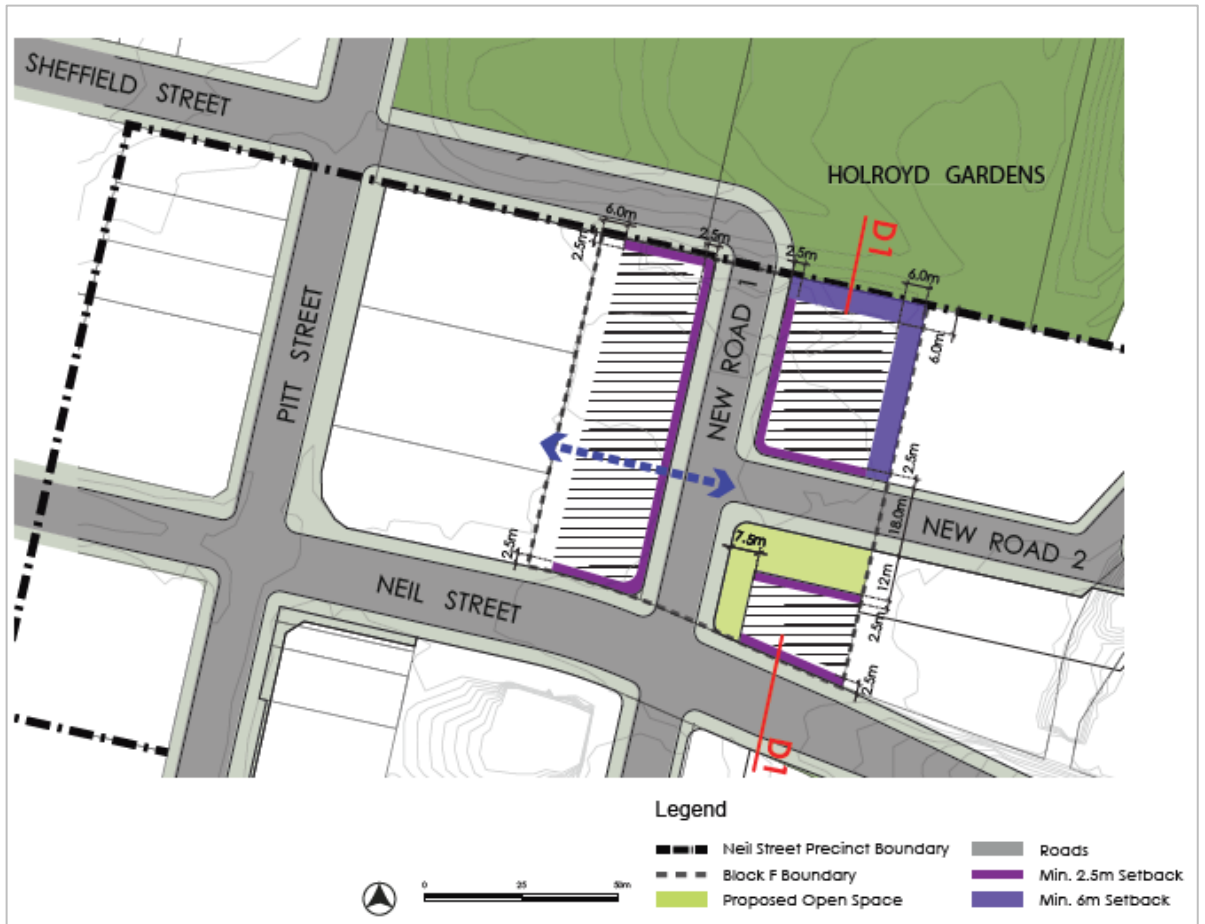 SHEFFIELD STREET
HOLROYD GARDENS
6.0m
2.5m
2.5m
2.5m
D1
6.0m
6.0m
PITT STREET
NEW ROAD 1
2.5m
18.0m
NEW ROAD 2
2.5m
7.5m
12m
2.5m
NEIL STREET
2.5m
D1
Legend
Neil Street Precinct Boundary
Roads
Block F Boundary
Min. 2.5m Setback
Proposed Open Space
Min. 6m Setback
0 25 50m